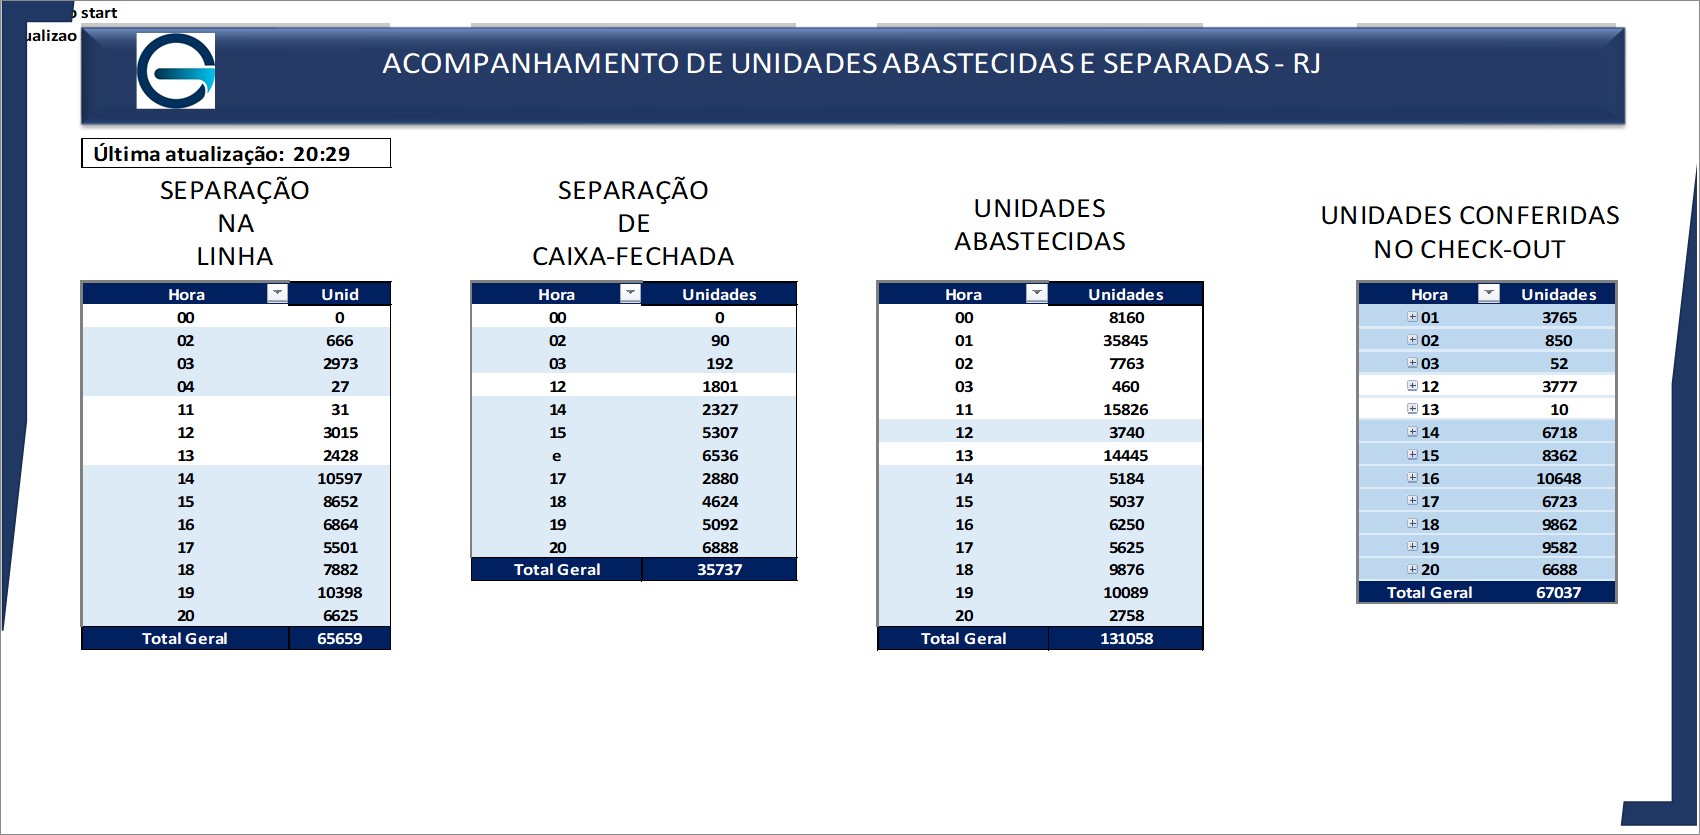 start
ualizao
ACOMPANHAMENTO DE UNIDADES ABASTECIDAS E SEPARADAS - RJ
Última atualização: 20:29
SEPARAÇÃO
NA
LINHA
Hora Unid
00 0
02 666
03 2973
04 27
11 31
12 3015
13 2428
14 10597
15 8652
16 6864
17 5501
18 7882
19 10398
20 6625
Total Geral 65659
SEPARAÇÃO
DE
CAIXA-FECHADA
Hora Unidades
00 0
02 90
03 192
12 1801
14 2327
15 5307
e 6536
17 2880
18 4624
19 5092
20 6888
Total Geral 35737
UNIDADES
ABASTECIDAS
Hora Unidades
00 8160
01 35845
02 7763
03 460
11 15826
12 3740
13 14445
14 5184
15 5037
16 6250
17 5625
18 9876
19 10089
20 2758
Total Geral 131058
UNIDADES CONFERIDAS
NO CHECK-OUT
Hora Unidades
01 3765
02 850
03 52
12 3777
13 10
14 6718
15 8362
16 10648
17 6723
18 9862
19 9582
20 6688
Total Geral 67037